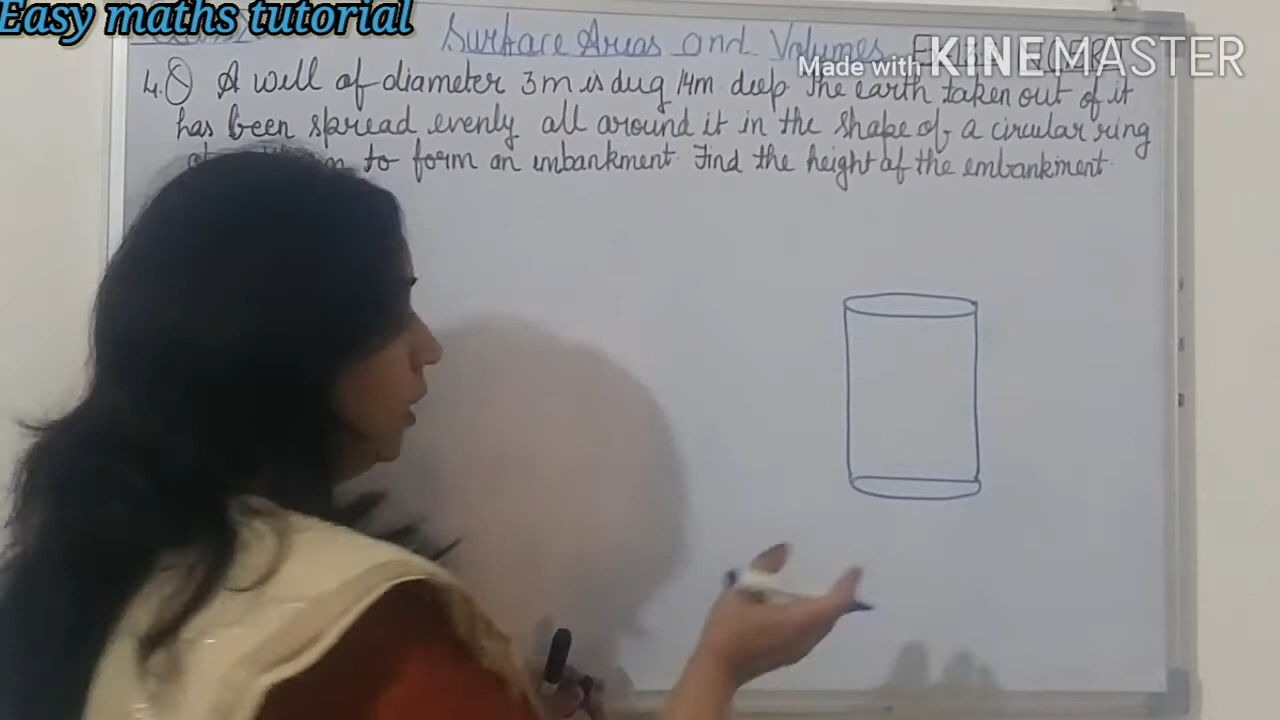 Easy maths tutorial
Surface Areas and Volumes
Made with KINEMASTER
4.Q A well of diameter 3m is dug 14m deep. The earth taken out of it
has been spread evenly all around it in the shape of a circular ring
to form an embankment. Find the height of the embankment.